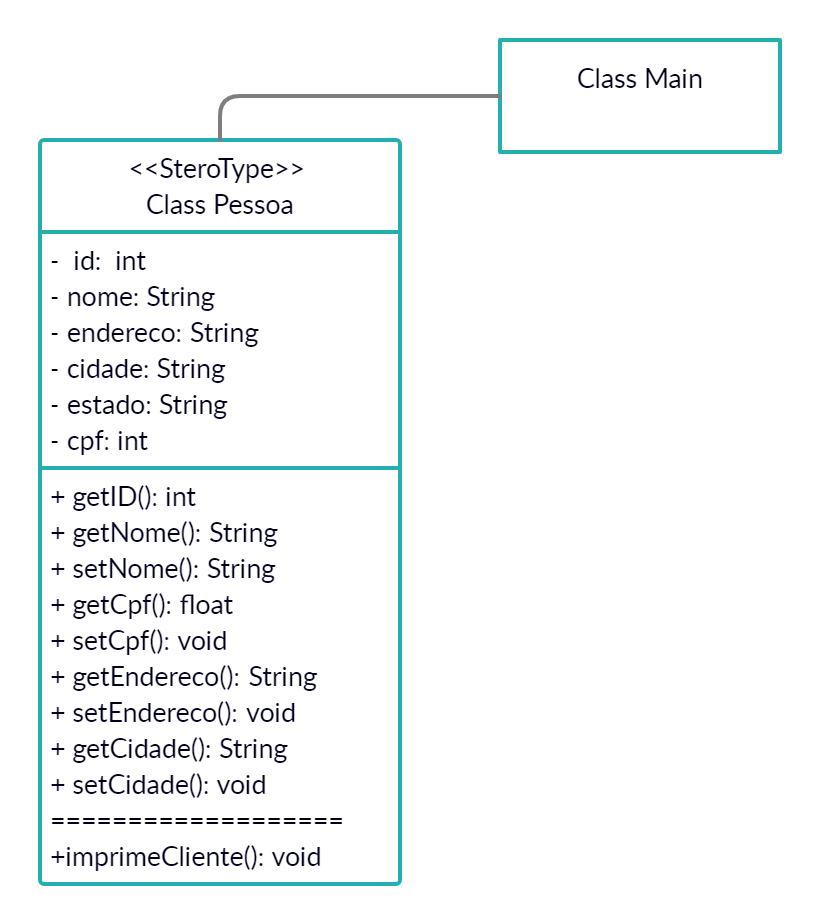 Class Main
<<SteroType>>
Class Pessoa
- id: int
- nome: String
- endereco: String
- cidade: String
- estado: String
- cpf: int
+ getID(): int
+ getNome(): String
+ setNome(): String
+ getCpf(): float
+ setCpf(): void
+ getEndereco(): String
+ setEndereco(): void
+ getCidade(): String
+ setCidade(): void
===================
+imprimeCliente(): void